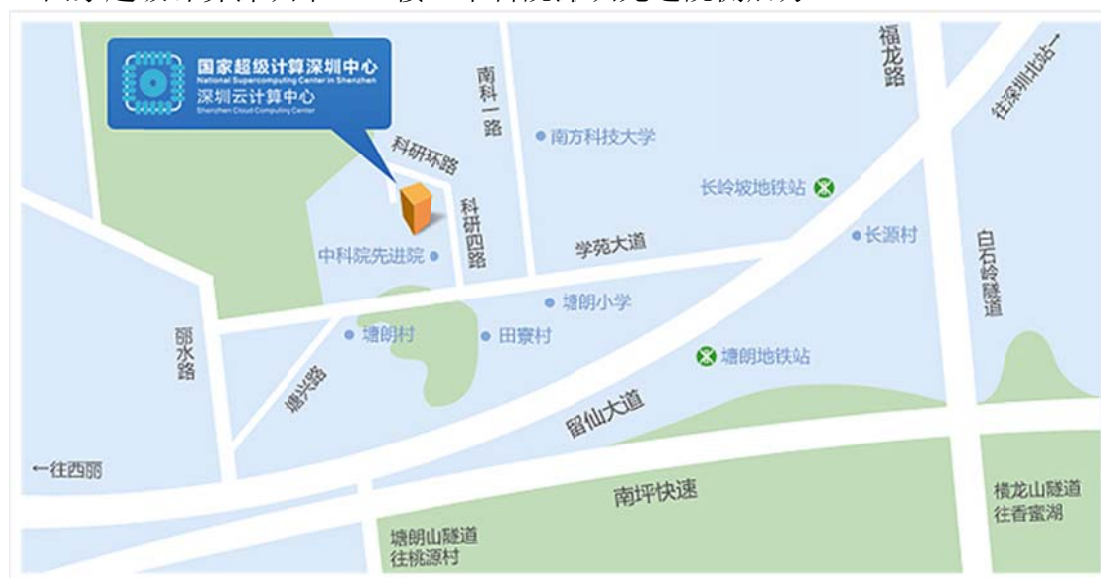 国家超级计算深圳中心
National Supercomputing Center in Shenzhen
深圳云计算中心
Shenzhen Cloud Computing Center
福龙路
往深圳北站→
南科一路
南方科技大学
科研环路
长岭坡地铁站
科研四路
学苑大道
长源村
白石岭隧道
中科院先进院
塘朗小学
丽水路
塘朗村
田寮村
塘朗地铁站
塘兴路
留仙大道
←往西丽
南坪快速
横龙山隧道
往香蜜湖
塘朗山隧道
往桃源村